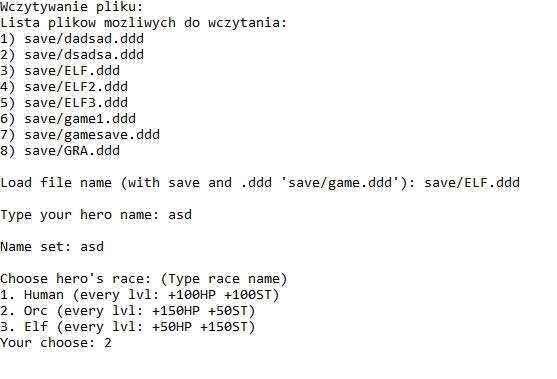 Wczytywanie pliku:
Lista plikow mozliwych do wczytania:
1) save/dadsad.ddd
2) save/dsadsa.ddd
3) save/ELF.ddd
4) save/ELF2.ddd
5) save/ELF3.ddd
6) save/game1.ddd
7) save/gamesave.ddd
8) save/GRA.ddd
Load file name (with save and .ddd 'save/game.ddd'): save/ELF.ddd
Type your hero name: asd
Name set: asd
Choose hero's race: (Type race name)
1. Human (every lvl: +100HP +100ST)
2. Orc (every lvl: +150HP +50ST)
3. Elf (every lvl: +50HP +150ST)
Your choose: 2